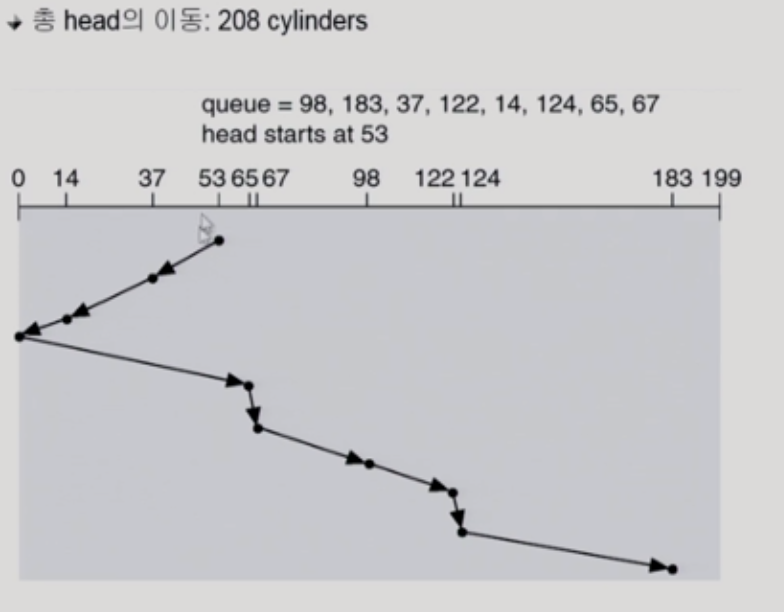 총 head의 이동: 208 cylinders
queue = 98, 183, 37, 122, 14, 124, 65, 67
head starts at 53
0 14 37 53 65 67 98 122 124 183 199